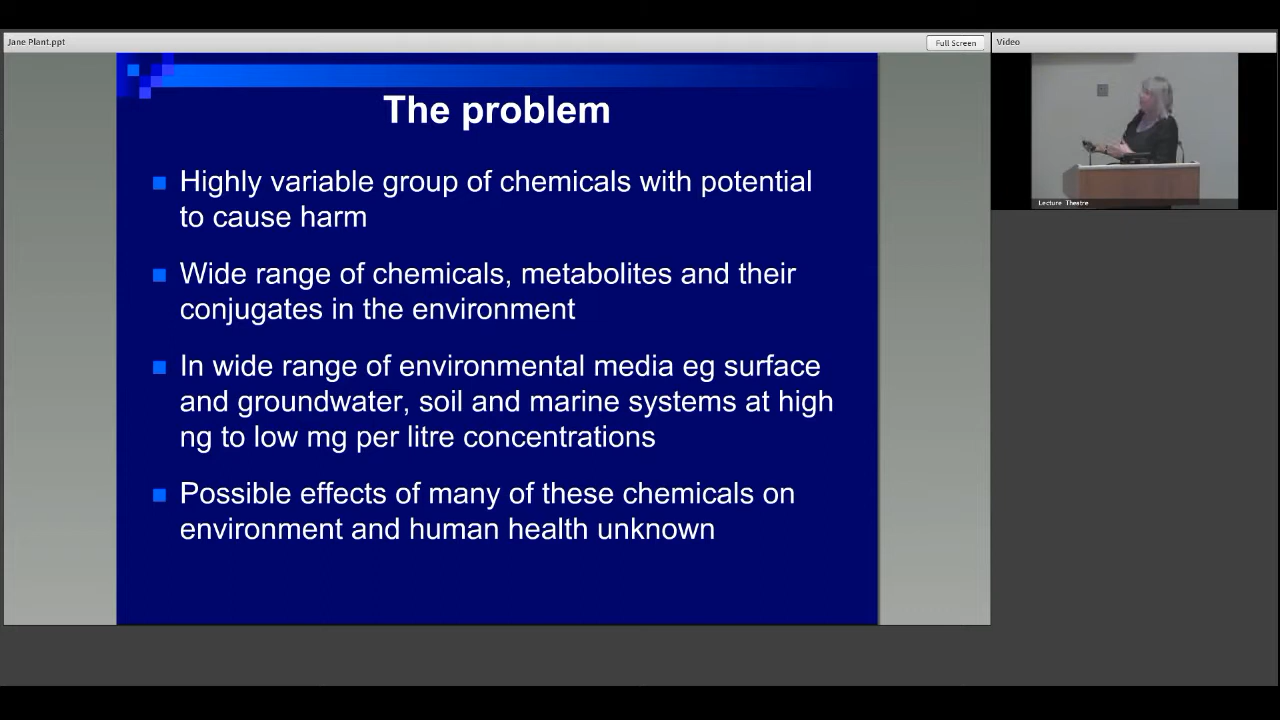 Jane Plant.ppt
Full Screen
Video
The problem
Highly variable group of chemicals with potential
to cause harm
Wide range of chemicals, metabolites and their
conjugates in the environment
In wide range of environmental media eg surface
and groundwater, soil and marine systems at high
ng to low mg per litre concentrations
Possible effects of many of these chemicals on
environment and human health unknown
Lecture Theatre